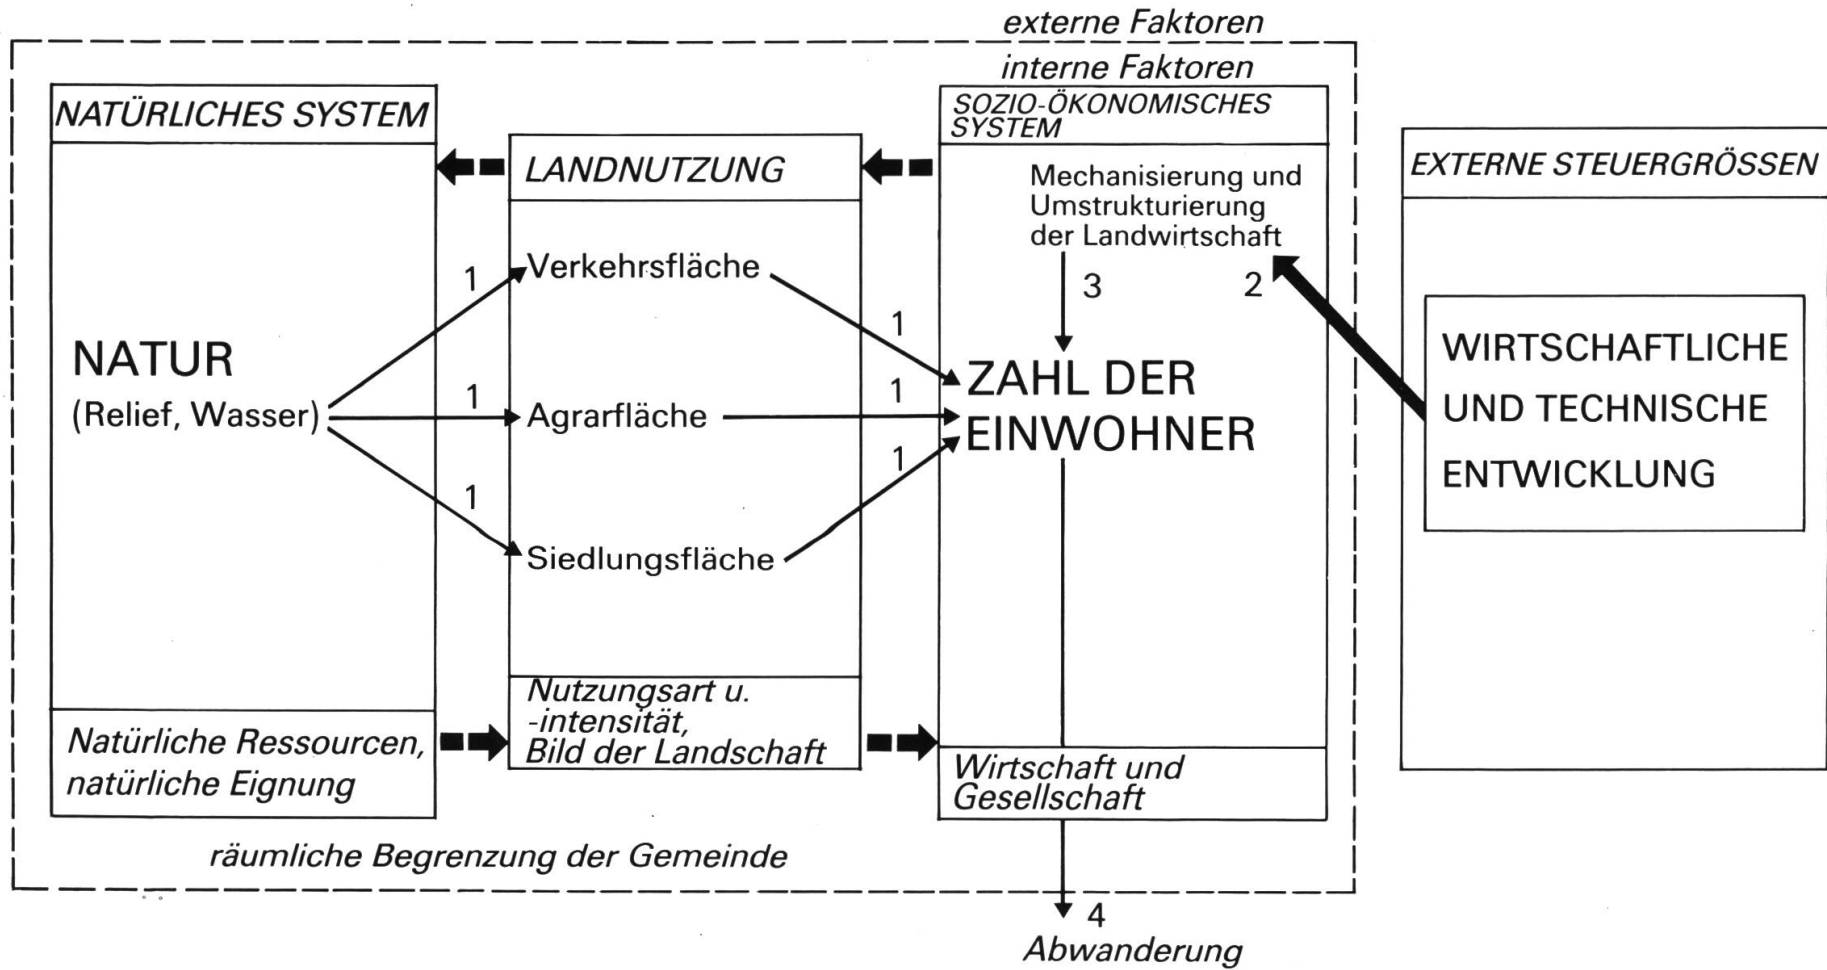 externe Faktoren
interne Faktoren
NATÜRLICHES SYSTEM
NATUR
(Relief, Wasser)
Natürliche Ressourcen,
natürliche Eignung
1
1
1
LANDNUTZUNG
Verkehrsfläche
Agrarfläche
Siedlungsfläche
Nutzungsart u.
-intensität,
Bild der Landschaft
1
1
1
SOZIO-ÖKONOMISCHES
SYSTEM
Mechanisierung und
Umstrukturierung
der Landwirtschaft
3
2
ZAHL DER
EINWOHNER
Wirtschaft und
Gesellschaft
EXTERNE STEUERGRÖSSEN
WIRTSCHAFTLICHE
UND TECHNISCHE
ENTWICKLUNG
räumliche Begrenzung der Gemeinde
4
Abwanderung